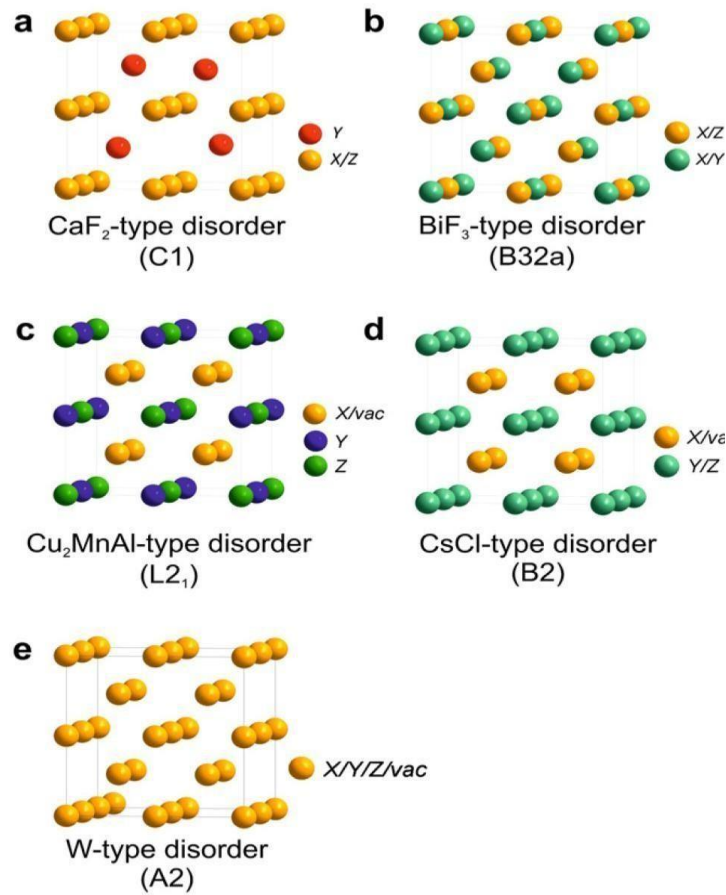 a
Y
X/Z
CaF₂-type disorder
(C1)
b
X/Z
X/Y
BiF₃-type disorder
(B32a)
c
X/vac
Y
Z
Cu₂MnAl-type disorder
(L2₁)
d
X/va
Y/Z
CsCl-type disorder
(B2)
e
X/Y/Z/vac
W-type disorder
(A2)